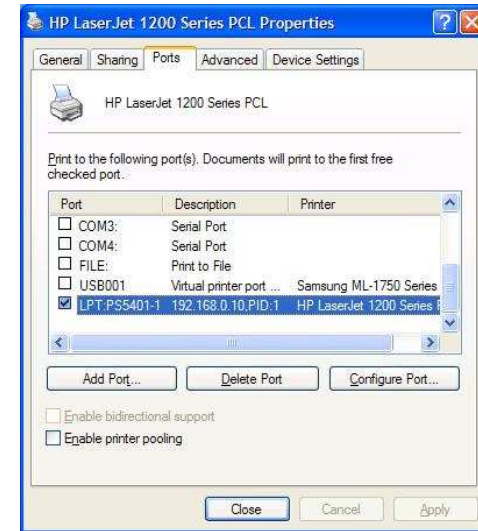 HP LaserJet 1200 Series PCL Properties
General Sharing Ports Advanced Device Settings
HP LaserJet 1200 Series PCL
Print to the following port(s). Documents will print to the first free
checked port.
Port Description Printer
COM3: Serial Port
COM4: Serial Port
FILE: Print to File
USB001 Virtual printer port ... Samsung ML-1750 Series
LPT:PS5401-1 192.168.0.10,PID:1 HP LaserJet 1200 Series
Add Port... Delete Port Configure Port...
Enable bidirectional support
Enable printer pooling
Close Cancel Apply